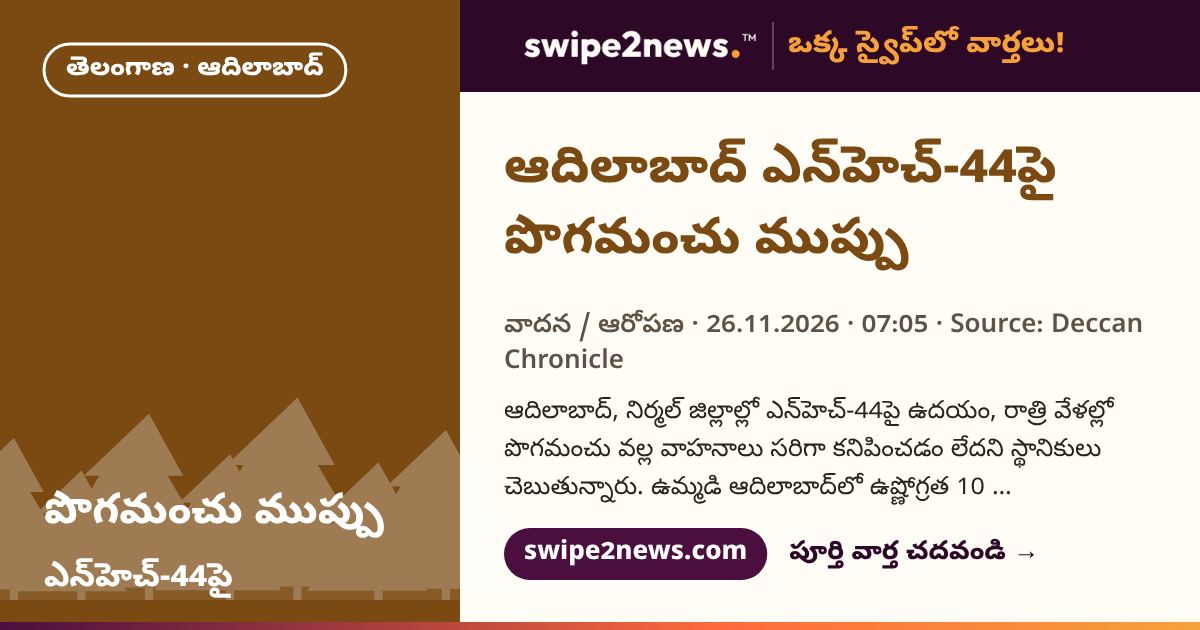 తెలంగాణ · ఆదిలాబాద్
పొగమంచు ముప్పు
ఎన్‌హెచ్-44పై
swipe2news.™
ఒక్క స్వైప్‌లో వార్తలు!
ఆదిలాబాద్ ఎన్‌హెచ్-44పై
పొగమంచు ముప్పు
వాదన / ఆరోపణ · 26.11.2026 · 07:05 · Source: Deccan
Chronicle
ఆదిలాబాద్, నిర్మల్ జిల్లాల్లో ఎన్‌హెచ్-44పై ఉదయం, రాత్రి వేళల్లో
పొగమంచు వల్ల వాహనాలు సరిగా కనిపించడం లేదని స్థానికులు
చెబుతున్నారు. ఉమ్మడి ఆదిలాబాద్‌లో ఉష్ణోగ్రత 10 ...
swipe2news.com
పూర్తి వార్త చదవండి →